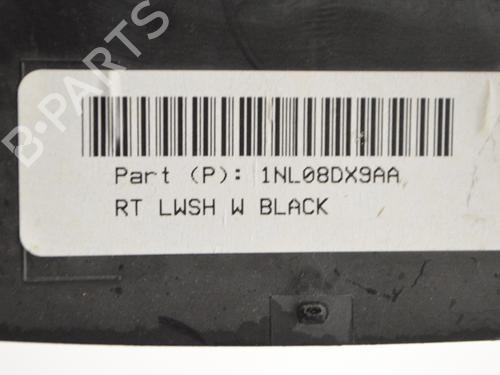 B-PARTS
Part (P): 1NL08DX9AA
RT LWSH W BLACK